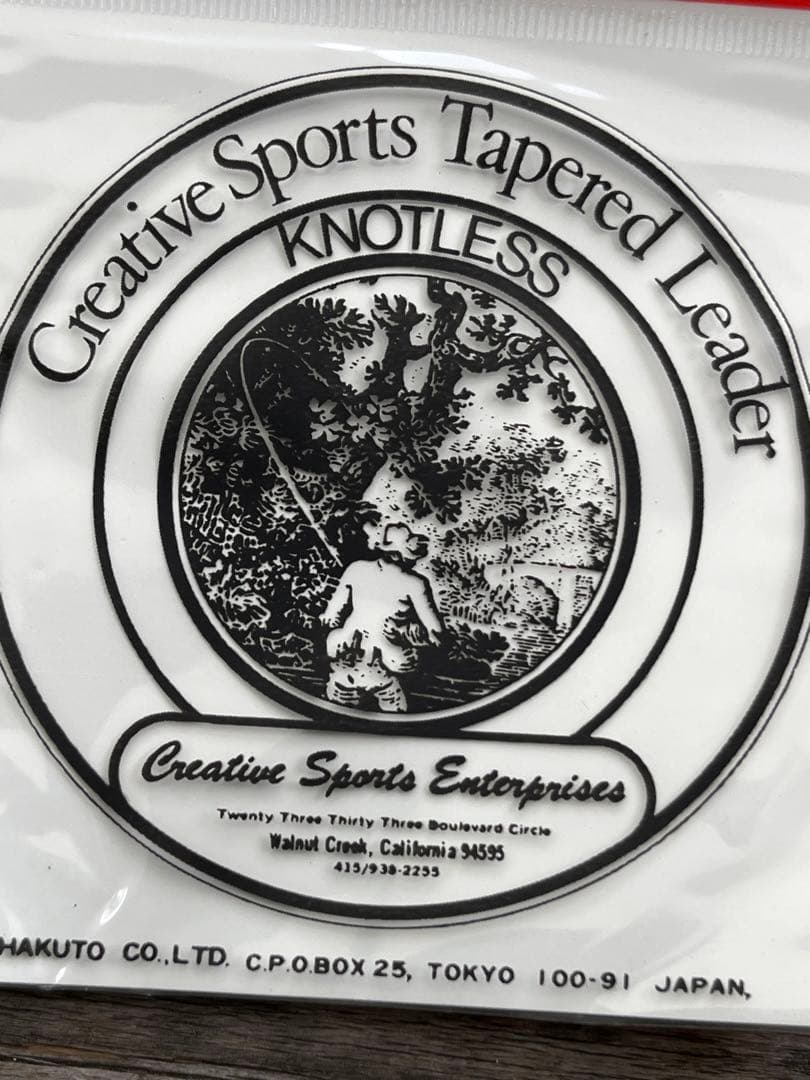 Creative Sports Tapered Leader
KNOTLESS
Creative Sports Enterprises
Twenty Three Thirty Three Boulevard Circle
Walnut Creek, California 94595
415/938-2255
HAKUTO CO.,LTD. C.P.O.BOX 25, TOKYO 100-91 JAPAN,